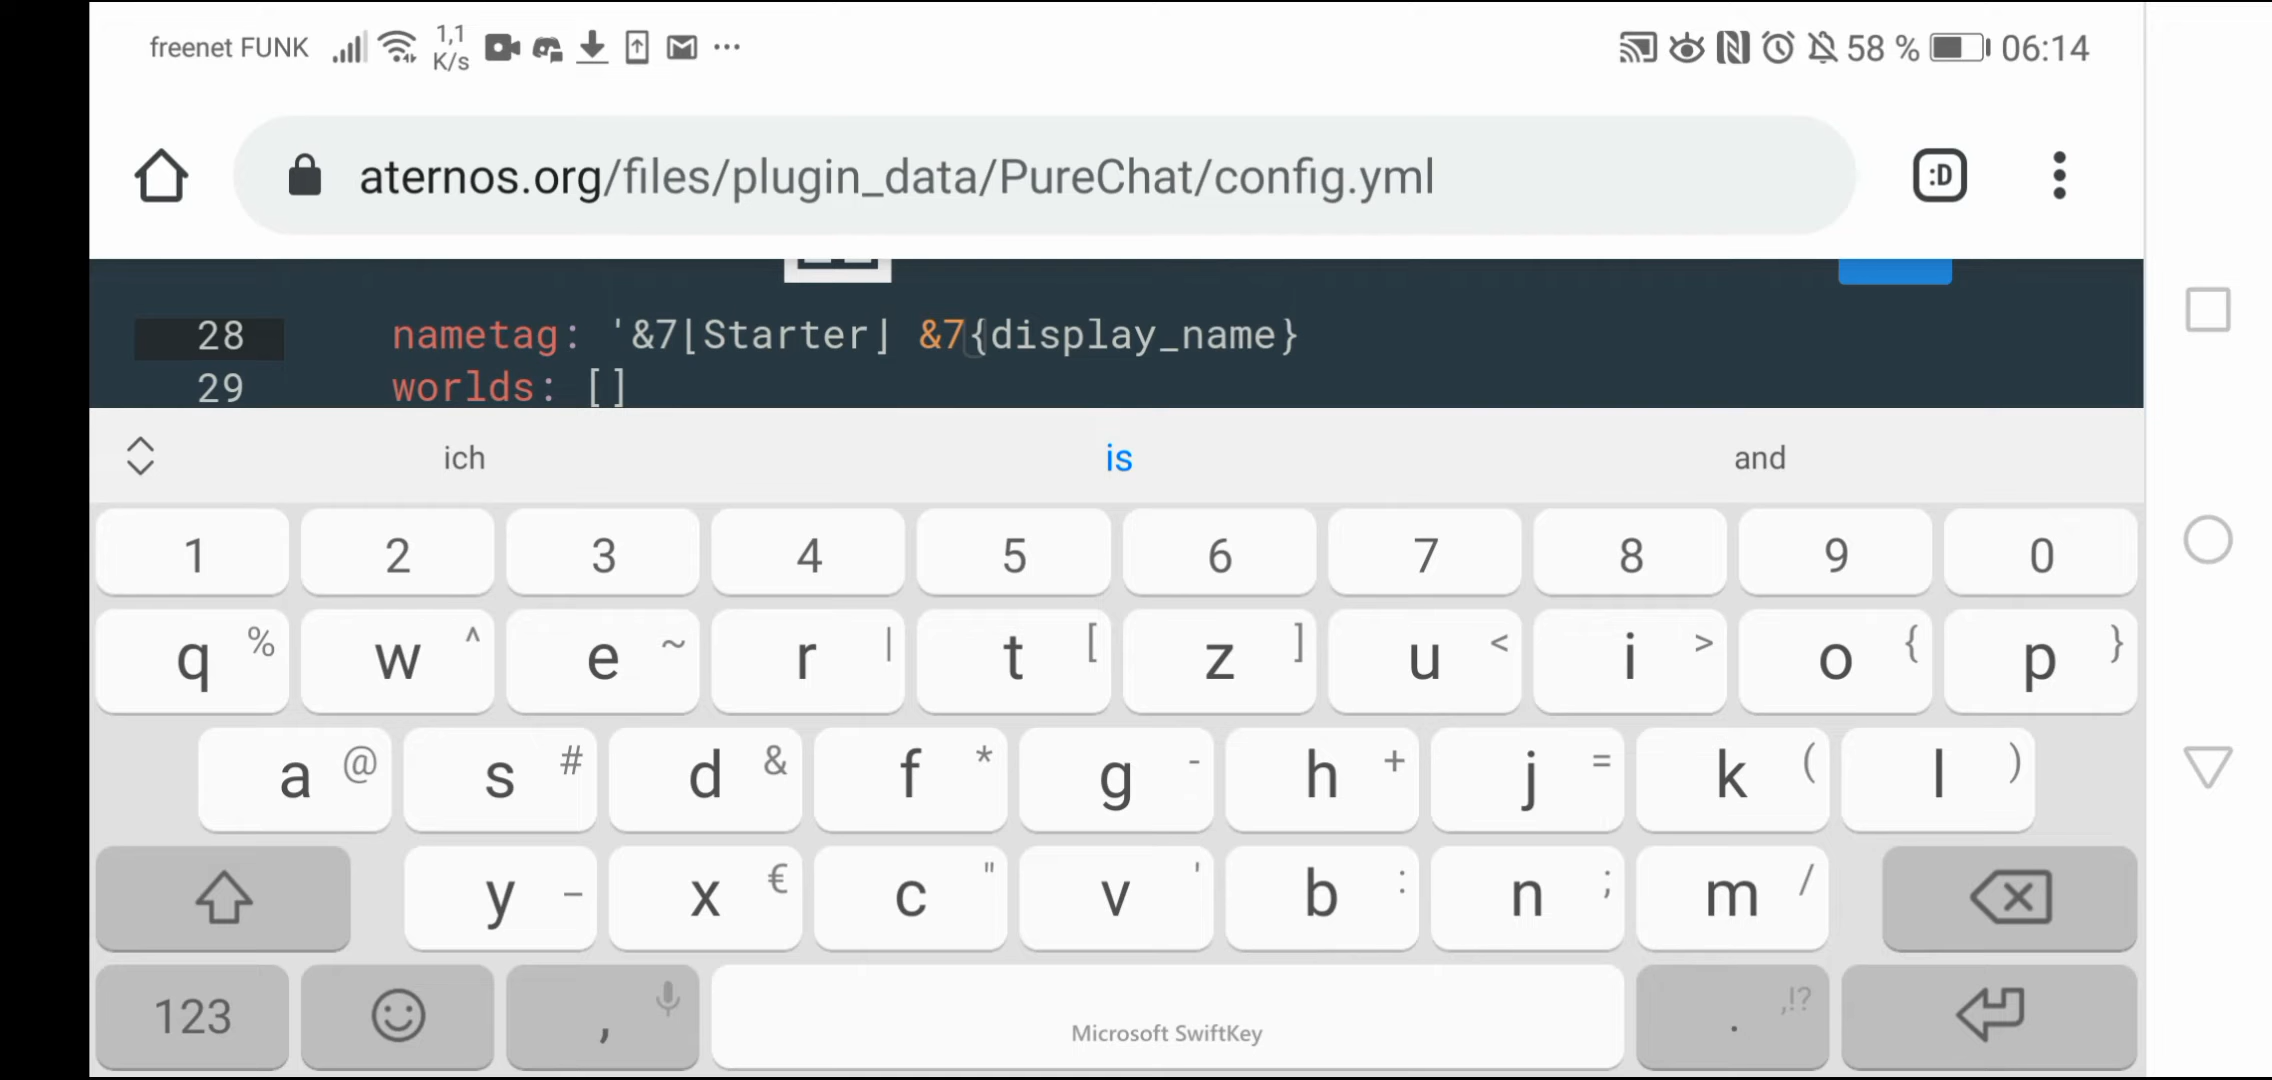 freenet FUNK 1,1 K/s ... 58 % 06:14
aternos.org/files/plugin_data/PureChat/config.yml :D
28 nametag: '&7[Starter] &7{display_name}
29 worlds: []
ich is and
1 2 3 4 5 6 7 8 9 0
q % w ^ e ~ r | t [ z ] u < i > o { p }
a @ s # d & f * g - h + j = k ( l )
y _ x € c " v ' b : n ; m /
123 , Microsoft SwiftKey . ,!?